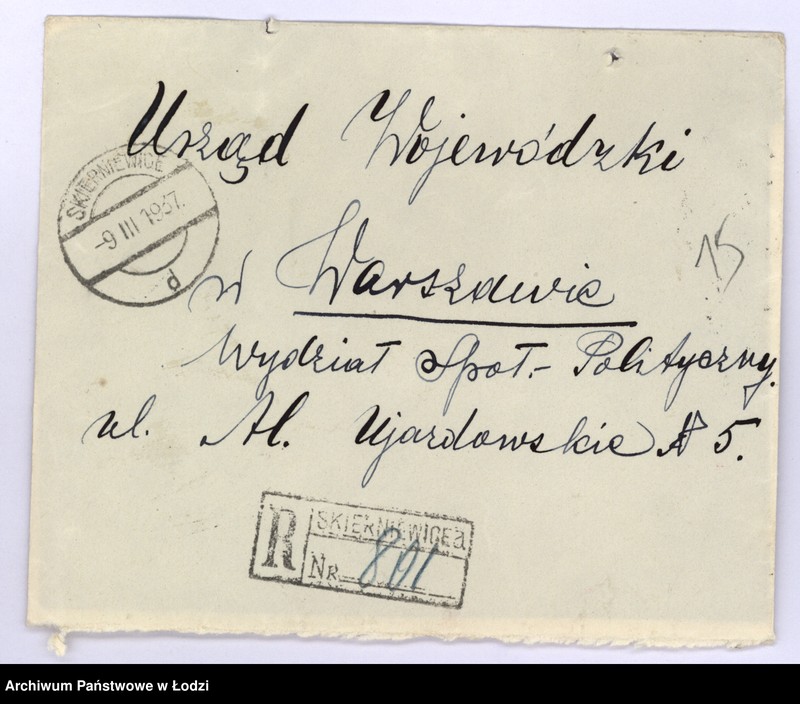 Urząd Wojewódzki
SKIERNIEWICE
-9 III 1937.
d
15
w Warszawie
Wydział Społ.- Polityczny.
ul. Al. Ujazdowskie № 5.
R
SKIERNIEWICE a
NR 801
Archiwum Państwowe w Łodzi